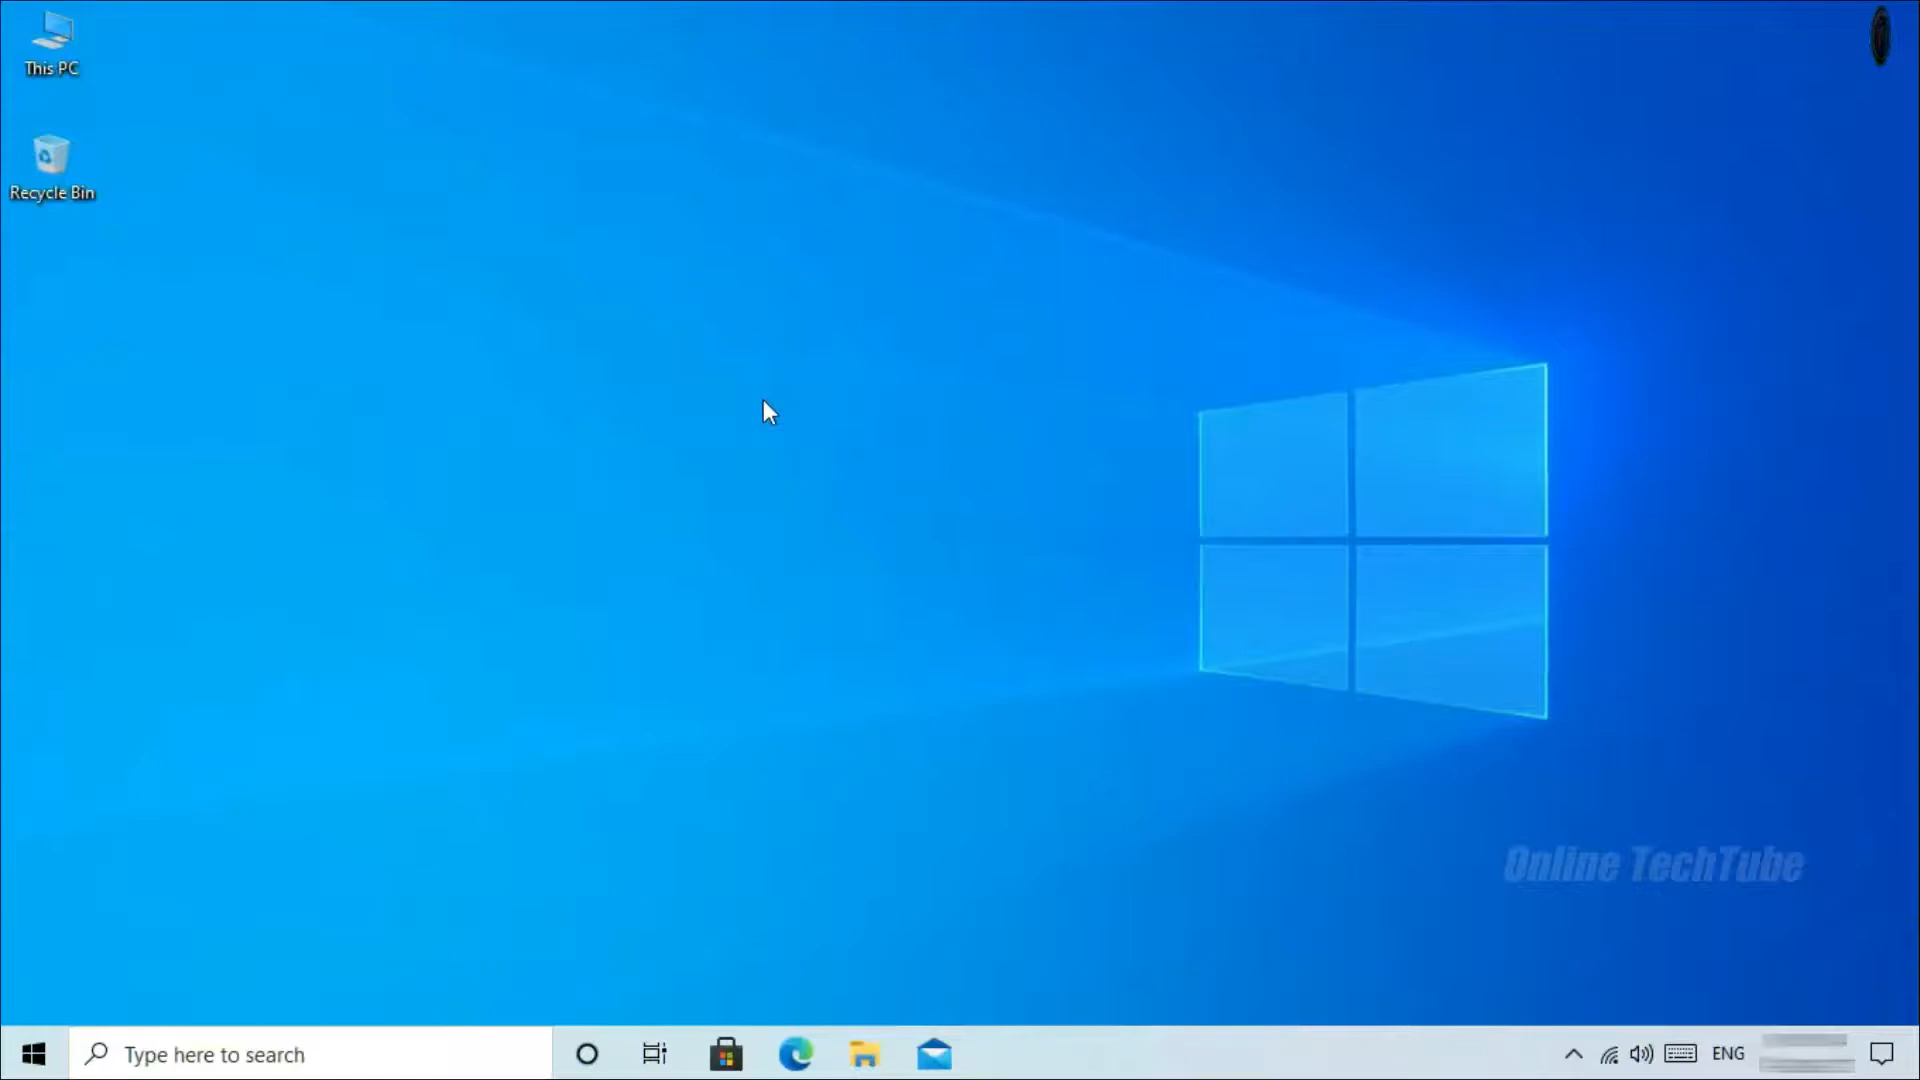 This PC
Recycle Bin
Online TechTube
Type here to search
ENG